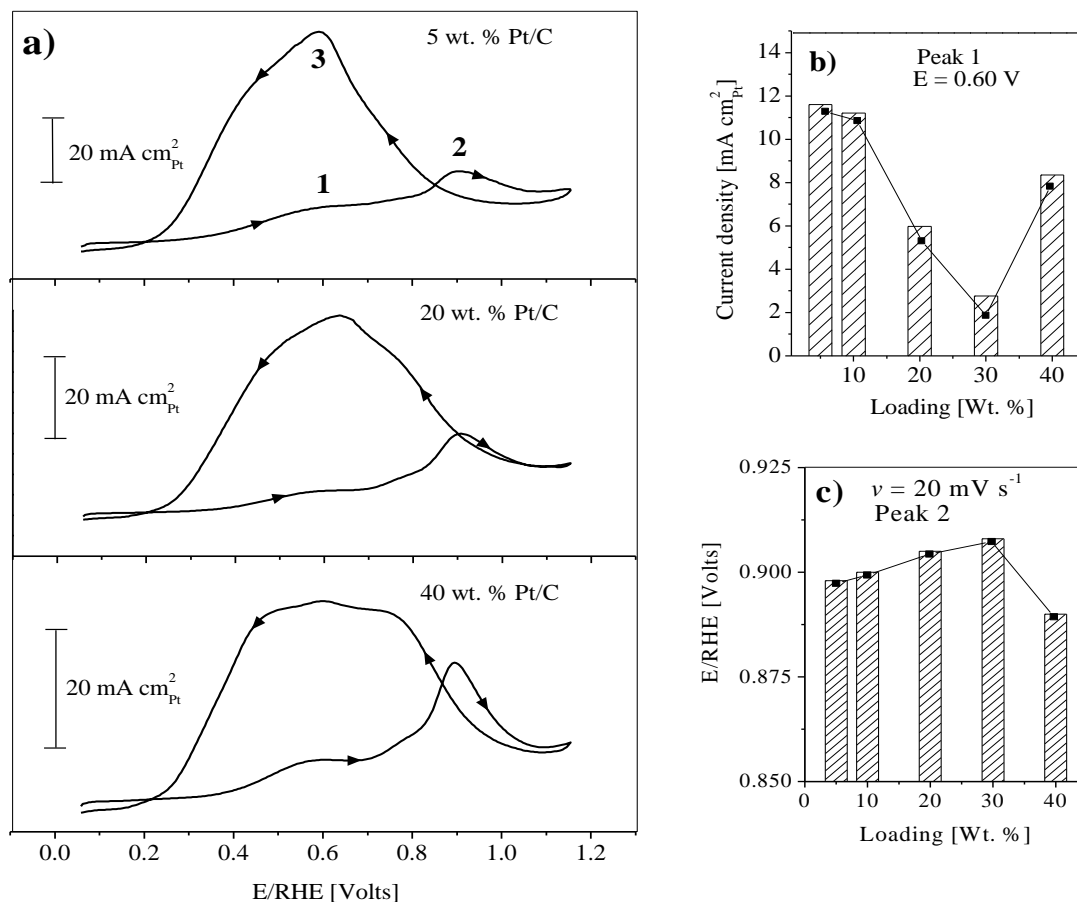 a)
5 wt. % Pt/C
3
2
1
20 mA cm²Pt
20 wt. % Pt/C
20 mA cm²Pt
40 wt. % Pt/C
20 mA cm²Pt
0.0 0.2 0.4 0.6 0.8 1.0 1.2
E/RHE [Volts]
b)
Peak 1
E = 0.60 V
Current density [mA cm²Pt]
14
12
10
8
6
4
2
0
10 20 30 40
Loading [Wt. %]
c)
v = 20 mV s⁻¹
Peak 2
E/RHE [Volts]
0.925
0.900
0.875
0.850
0 10 20 30 40
Loading [Wt. %]